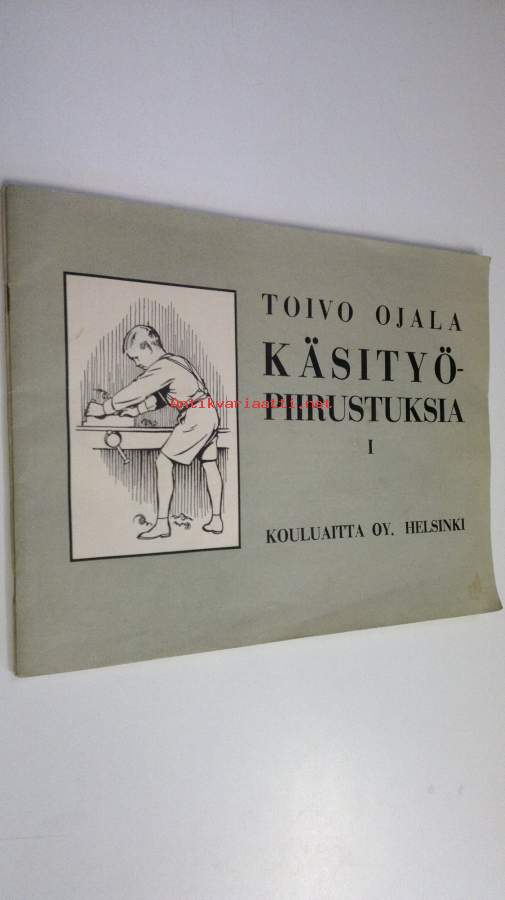 TOIVO OJALA
KÄSITYÖ-
PIIRUSTUKSIA
I
KOULUAITTA OY. HELSINKI
Antikvariaatti.net